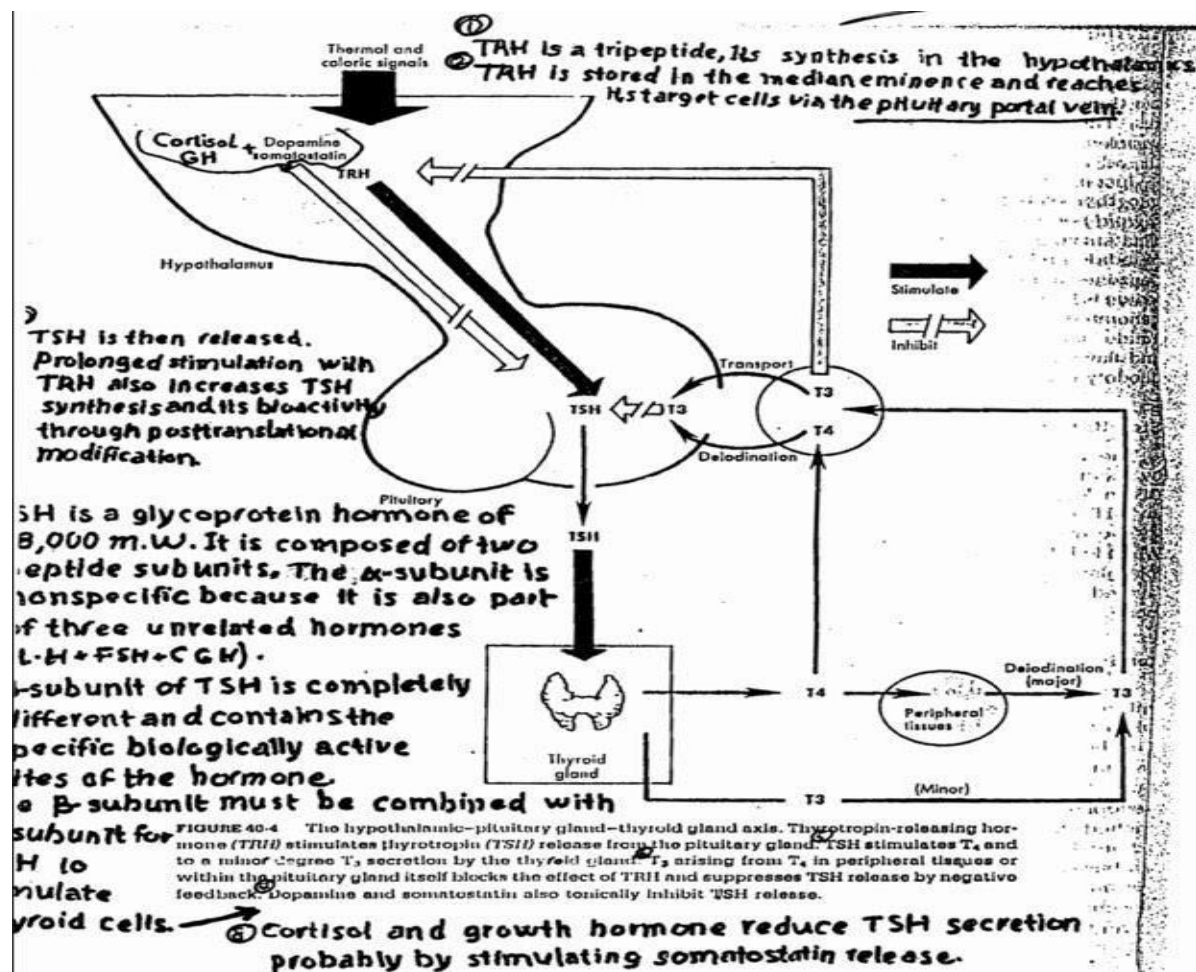 ①
② TRH is a tripeptide, its synthesis in the hypothalamics
TRH is stored in the median eminence and reaches
its target cells via the pituitary portal vein.
Thermal and
caloric signals
Cortisol + Dopamine
GH somatostatin
TRH
Hypothalamus
Stimulate
Inhibit
TSH is then released.
Prolonged stimulation with
TRH also increases TSH
synthesis and its bioactivity
through posttranslational
modification.
Transport
T3
TSH
T3
T4
Deiodination
Pituitary
SH is a glycoprotein hormone of
8,000 m.w. It is composed of two
eptide subunits. The α-subunit is
nonspecific because it is also part
f three unrelated hormones
L.H + FSH + CGH).
-subunit of TSH is completely
different and contains the
pecific biologically active
ites of the hormone.
e β-subunit must be combined with
subunit for
H to
mulate
yroid cells.
TSH
Thyroid
gland
T4
Peripheral
tissues
Deiodination
(major)
T3
T3
(Minor)
FIGURE 40-4 The hypothalamic–pituitary gland–thyroid gland axis. Thyrotropin-releasing hor-
mone (TRH) stimulates thyrotropin (TSH) release from the pituitary gland. TSH stimulates T₄ and
to a minor degree T₃ secretion by the thyroid gland. T₃ arising from T₄ in peripheral tissues or
within the pituitary gland itself blocks the effect of TRH and suppresses TSH release by negative
feedback. Dopamine and somatostatin also tonically inhibit TSH release.
Cortisol and growth hormone reduce TSH secretion
probably by stimulating somatostatin release.